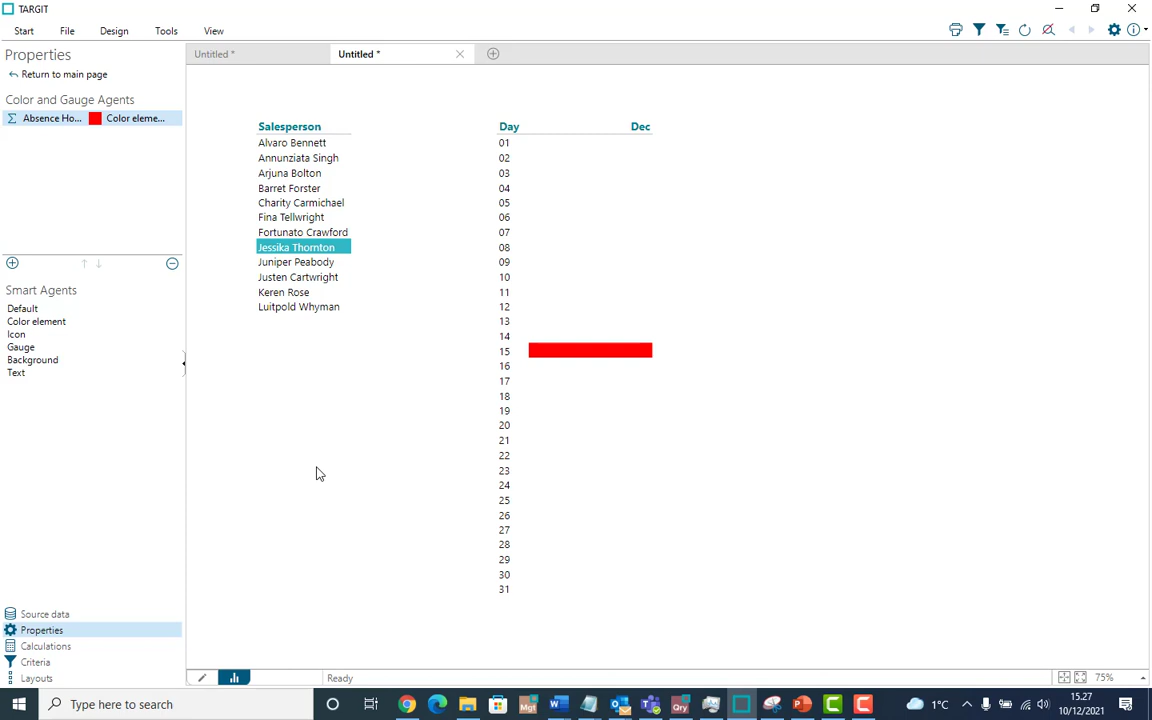 TARGIT
Start File Design Tools View
Properties
Return to main page
Color and Gauge Agents
Absence Ho... Color eleme...
Smart Agents
Default
Color element
Icon
Gauge
Background
Text
Source data
Properties
Calculations
Criteria
Layouts
Untitled * Untitled *
Salesperson
Alvaro Bennett
Annunziata Singh
Arjuna Bolton
Barret Forster
Charity Carmichael
Fina Tellwright
Fortunato Crawford
Jessika Thornton
Juniper Peabody
Justen Cartwright
Keren Rose
Luitpold Whyman
Day Dec
01
02
03
04
05
06
07
08
09
10
11
12
13
14
15
16
17
18
19
20
21
22
23
24
25
26
27
28
29
30
31
Ready 75%
Type here to search
Mgt
Qry
1°C
15.27
10/12/2021